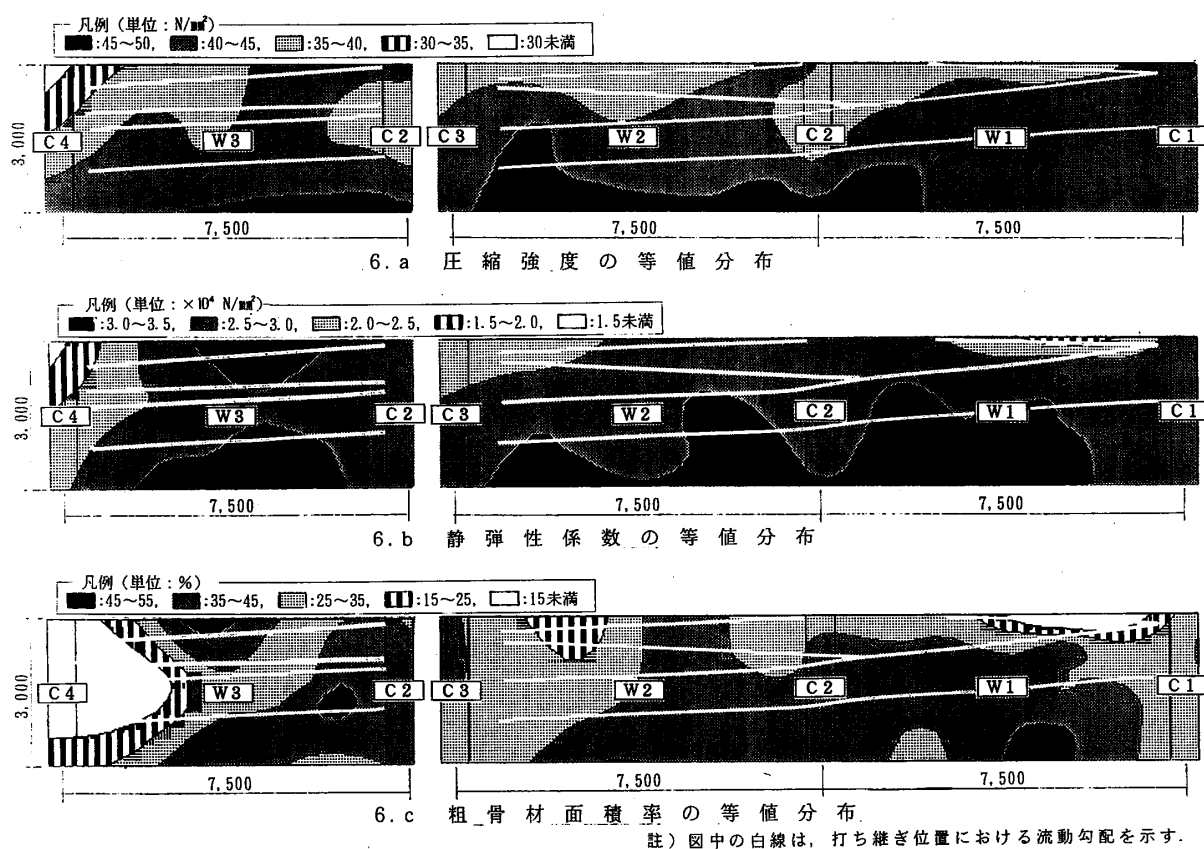 凡例 (単位 : N/㎟)
:45～50, :40～45, :35～40, :30～35, :30未満
3,000
C4 W3 C2 C3 W2 C2 W1 C1
7,500 7,500 7,500
6.a 圧縮強度の等値分布
凡例 (単位 : ×10⁴ N/㎟)
:3.0～3.5, :2.5～3.0, :2.0～2.5, :1.5～2.0, :1.5未満
3,000
C4 W3 C2 C3 W2 C2 W1 C1
7,500 7,500 7,500
6.b 静弾性係数の等値分布
凡例 (単位 : %)
:45～55, :35～45, :25～35, :15～25, :15未満
3,000
C4 W3 C2 C3 W2 C2 W1 C1
7,500 7,500 7,500
6.c 粗骨材面積率の等値分布
註) 図中の白線は, 打ち継ぎ位置における流動勾配を示す.